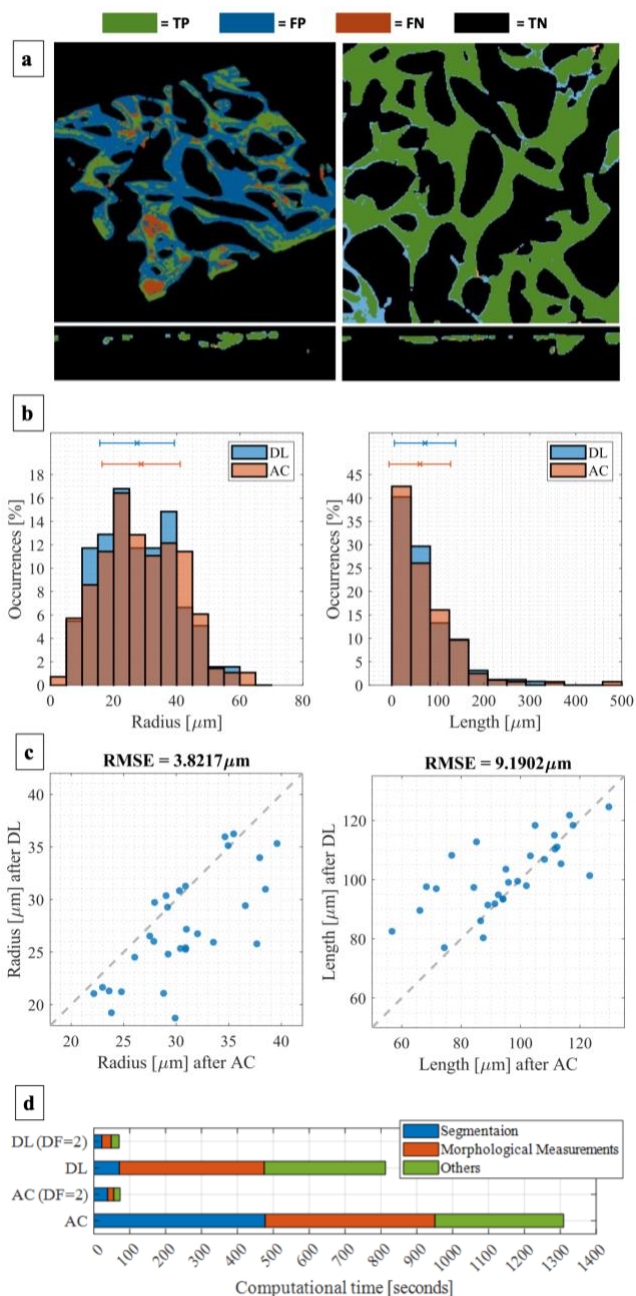 = TP = FP = FN = TN
a
b
DL
AC
DL
AC
Occurrences [%]
18
16
14
12
10
8
6
4
2
0
0 20 40 60 80
Radius [μm]
Occurrences [%]
45
40
35
30
25
20
15
10
5
0
0 100 200 300 400 500
Length [μm]
c
RMSE = 3.8217μm
RMSE = 9.1902μm
Radius [μm] after DL
40
35
30
25
20
20 25 30 35 40
Radius [μm] after AC
Length [μm] after DL
120
100
80
60
60 80 100 120
Length [μm] after AC
d
Segmentaion
Morphological Measurements
Others
DL (DF=2)
DL
AC (DF=2)
AC
0 100 200 300 400 500 600 700 800 900 1000 1100 1200 1300 1400
Computational time [seconds]